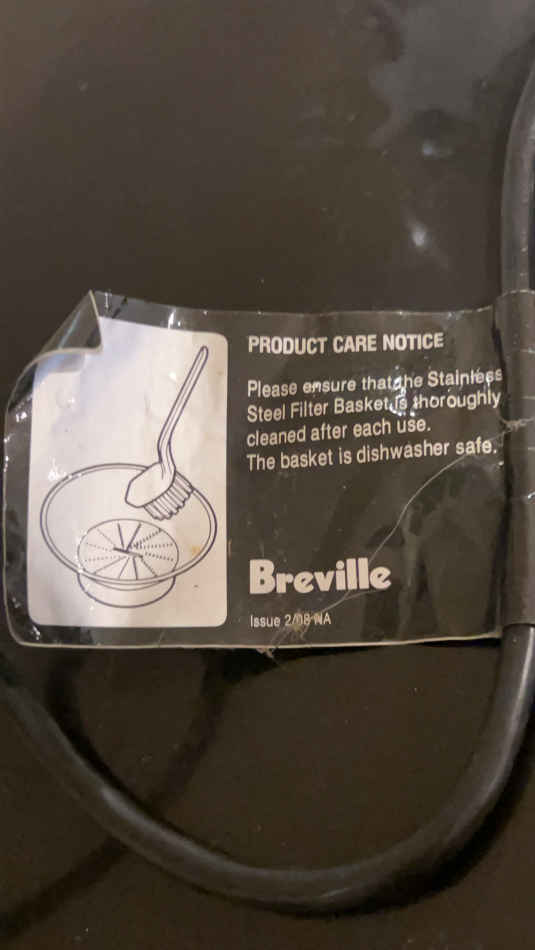 PRODUCT CARE NOTICE
Please ensure that the Stainless
Steel Filter Basket is thoroughly
cleaned after each use.
The basket is dishwasher safe.
Breville
Issue 2/08 NA